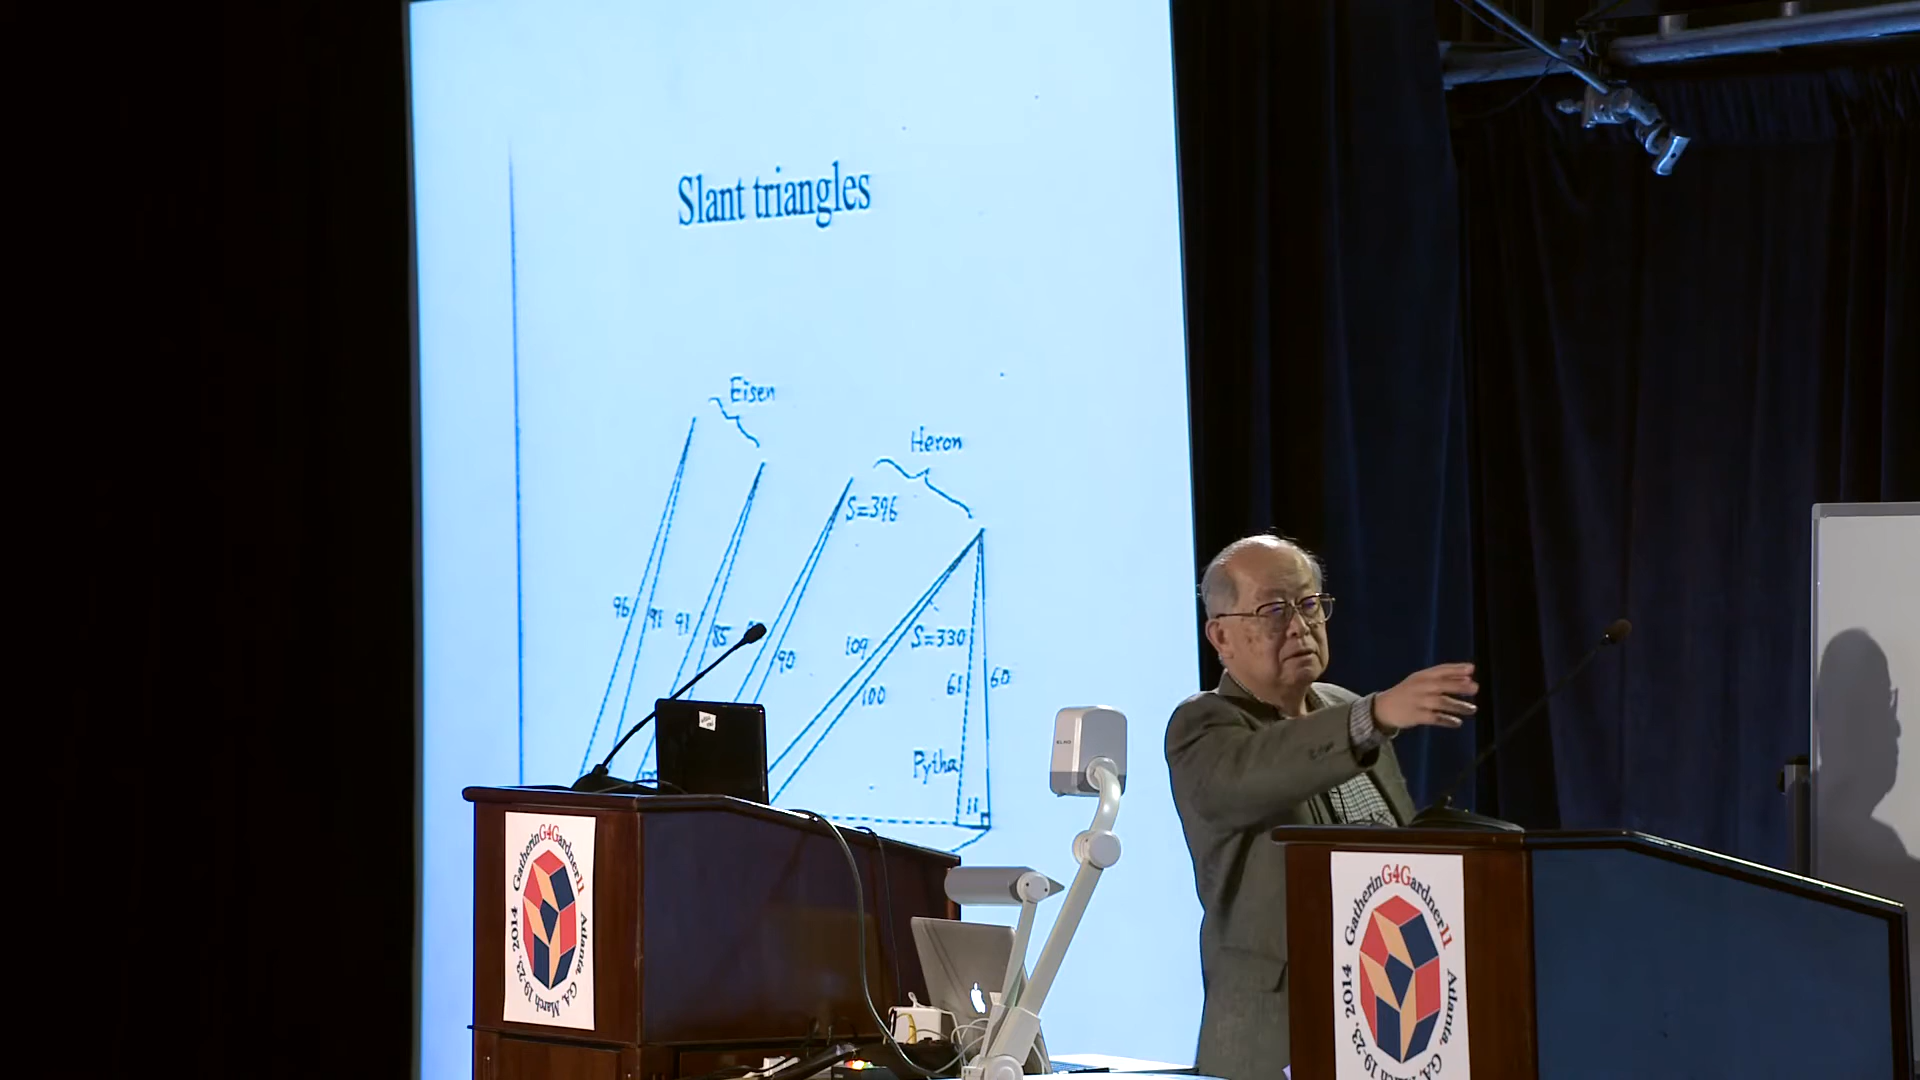 Slant triangles
Eisen
Heron
S=396
96
91
91
85
90
109
S=330
100
61
60
Pytha
11
GatherinG4Gardner11
Atlanta, GA, March 19-23, 2014
GatherinG4Gardner11
Atlanta, GA, March 19-23, 2014